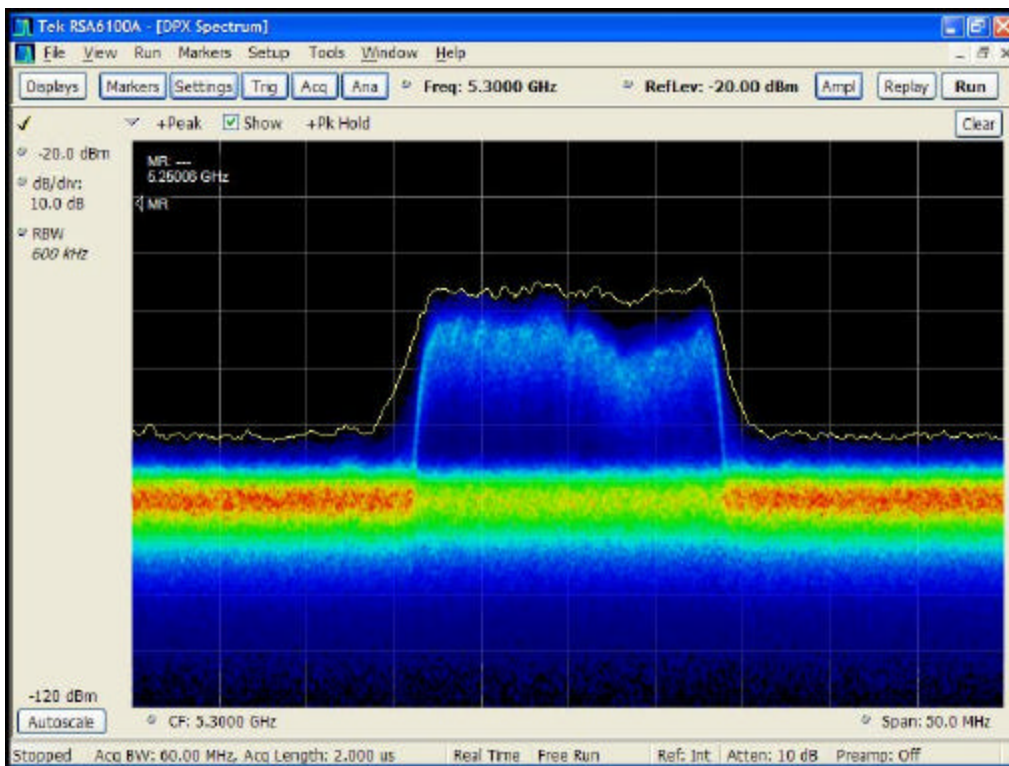 Tek RSA6100A - [DPX Spectrum]
File View Run Markers Setup Tools Window Help
Displays Markers Settings Trig Acq Ana Freq: 5.3000 GHz RefLev: -20.00 dBm Ampl Replay Run
+Peak Show +Pk Hold Clear
-20.0 dBm
dB/div:
10.0 dB
RBW
600 kHz
MR: ---
5.25006 GHz
MR
-120 dBm
Autoscale CF: 5.3000 GHz Span: 50.0 MHz
Stopped Acq BW: 60.00 MHz, Acq Length: 2.000 us Real Time Free Run Ref: Int Atten: 10 dB Preamp: Off